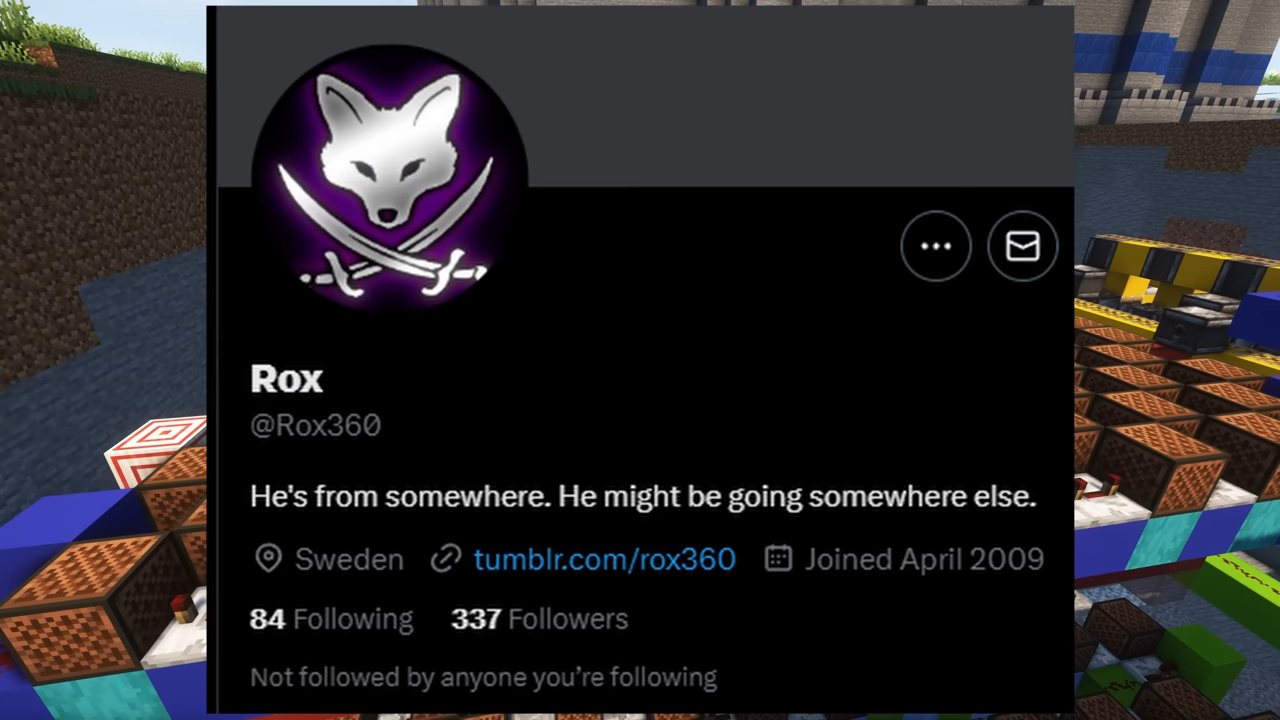 Rox
@Rox360
He's from somewhere. He might be going somewhere else.
Sweden tumblr.com/rox360 Joined April 2009
84 Following 337 Followers
Not followed by anyone you’re following